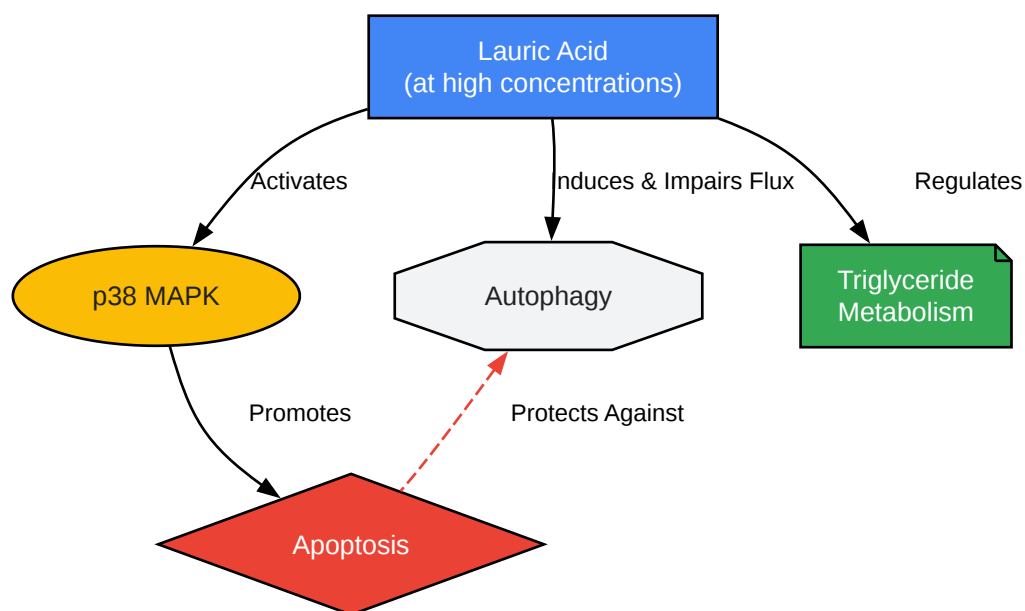 Lauric Acid
(at high concentrations)
Activates
Induces & Impairs Flux
Regulates
p38 MAPK
Autophagy
Triglyceride
Metabolism
Promotes
Protects Against
Apoptosis